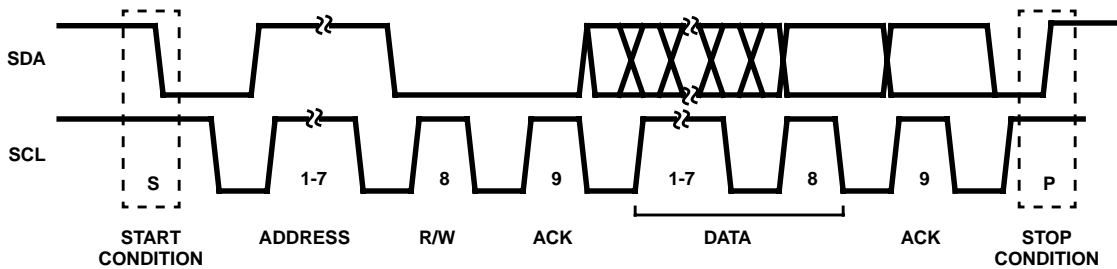 SDA
SCL
S 1-7 8 9 1-7 8 9 P
START CONDITION ADDRESS R/W ACK DATA ACK STOP CONDITION